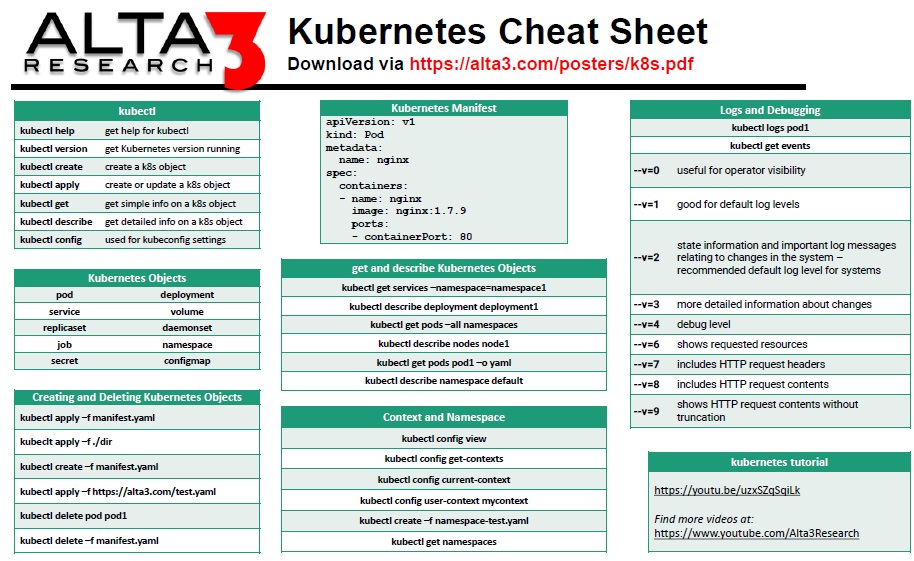 ALTA3
RESEARCH
Kubernetes Cheat Sheet
Download via https://alta3.com/posters/k8s.pdf
kubectl
kubectl help get help for kubectl
kubectl version get Kubernetes version running
kubectl create create a k8s object
kubectl apply create or update a k8s object
kubectl get get simple info on a k8s object
kubectl describe get detailed info on a k8s object
kubectl config used for kubeconfig settings
Kubernetes Objects
pod deployment
service volume
replicaset daemonset
job namespace
secret configmap
Creating and Deleting Kubernetes Objects
kubectl apply –f manifest.yaml
kubeclt apply –f ./dir
kubectl create –f manifest.yaml
kubectl apply –f https://alta3.com/test.yaml
kubectl delete pod pod1
kubectl delete –f manifest.yaml
Kubernetes Manifest
apiVersion: v1
kind: Pod
metadata:
  name: nginx
spec:
  containers:
  - name: nginx
    image: nginx:1.7.9
    ports:
    - containerPort: 80
get and describe Kubernetes Objects
kubectl get services –namespace=namespace1
kubectl describe deployment deployment1
kubectl get pods –all namespaces
kubectl describe nodes node1
kubectl get pods pod1 –o yaml
kubectl describe namespace default
Context and Namespace
kubectl config view
kubectl config get-contexts
kubectl config current-context
kubectl config user-context mycontext
kubectl create –f namespace-test.yaml
kubectl get namespaces
Logs and Debugging
kubectl logs pod1
kubectl get events
--v=0 useful for operator visibility
--v=1 good for default log levels
--v=2 state information and important log messages
relating to changes in the system –
recommended default log level for systems
--v=3 more detailed information about changes
--v=4 debug level
--v=6 shows requested resources
--v=7 includes HTTP request headers
--v=8 includes HTTP request contents
--v=9 shows HTTP request contents without
truncation
kubernetes tutorial
https://youtu.be/uzxSZqSqiLk
Find more videos at:
https://www.youtube.com/Alta3Research